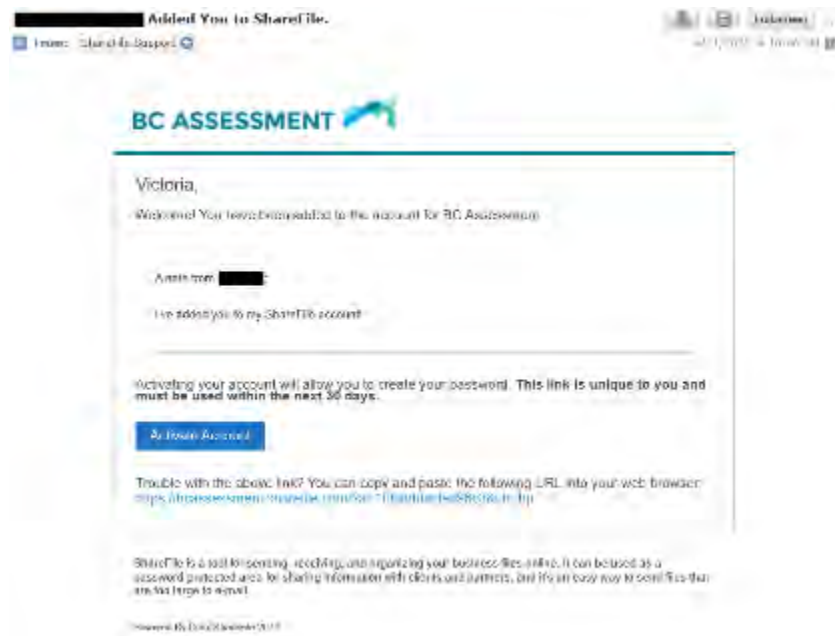 Added You to ShareFile.
From: ShareFile Support
BC ASSESSMENT
Victoria,
Welcome! You have been added to the account for BC Assessment
A note from
I've added you to my ShareFile account
Activating your account will allow you to create your password. This link is unique to you and
must be used within the next 30 days.
Activate Account
Trouble with the above link? You can copy and paste the following URL into your web browser:
ShareFile is a tool for sending, receiving, and organizing your business files online. It can be used as a
password protected area for sharing information with clients and partners, and it's an easy way to send files that
are too large to e-mail.